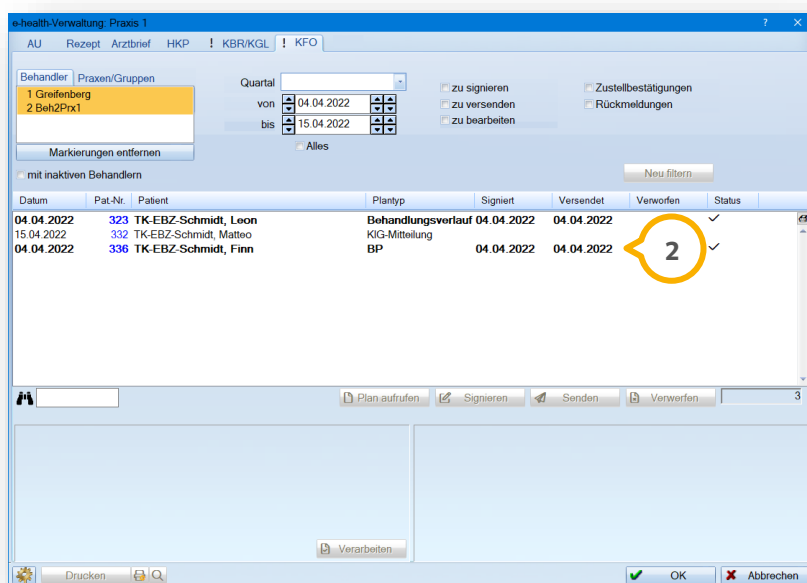 e-health-Verwaltung: Praxis 1 ?
AU Rezept Arztbrief HKP ! KBR/KGL ! KFO
Behandler Praxen/Gruppen
1 Greifenberg
2 Beh2Prx1
Markierungen entfernen
mit inaktiven Behandlern
Quartal
von 04.04.2022
bis 15.04.2022
Alles
zu signieren
zu versenden
zu bearbeiten
Zustellbestätigungen
Rückmeldungen
Neu filtern
Datum Pat-Nr. Patient Plantyp Signiert Versendet Verworfen Status
04.04.2022 323 TK-EBZ-Schmidt, Leon Behandlungsverlauf 04.04.2022 04.04.2022
15.04.2022 332 TK-EBZ-Schmidt, Matteo KIG-Mitteilung
04.04.2022 336 TK-EBZ-Schmidt, Finn BP 04.04.2022 04.04.2022
2
Plan aufrufen Signieren Senden Verwerfen 3
Verarbeiten
Drucken OK Abbrechen